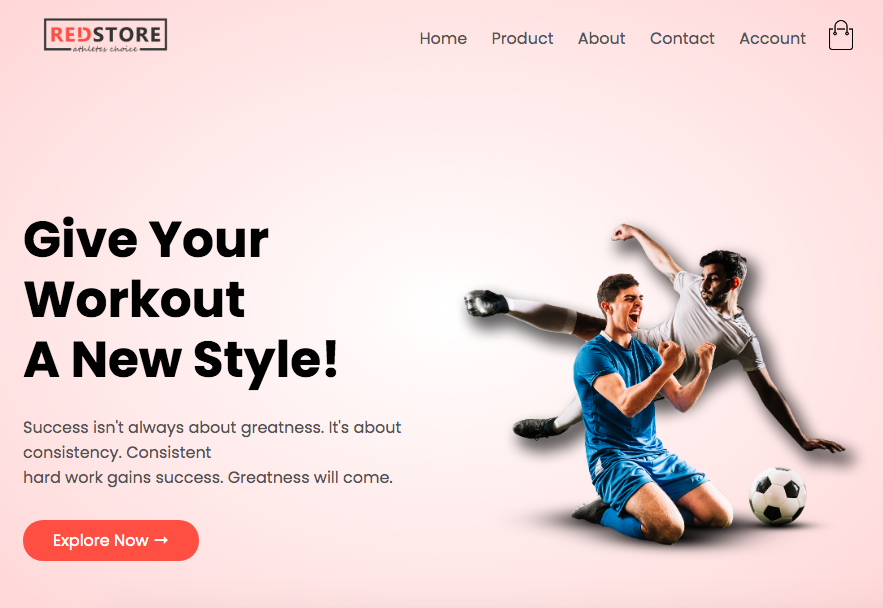 REDSTORE
athletes choice
Home Product About Contact Account
Give Your
Workout
A New Style!
Success isn't always about greatness. It's about
consistency. Consistent
hard work gains success. Greatness will come.
Explore Now →